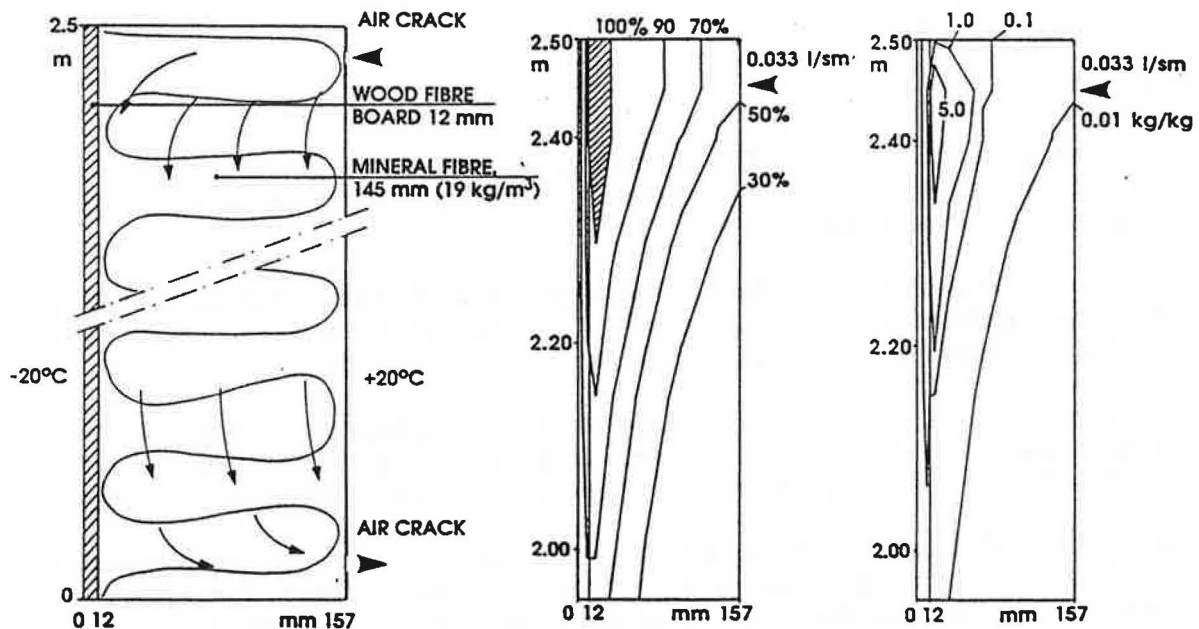 2.5
m
AIR CRACK
WOOD FIBRE
BOARD 12 mm
MINERAL FIBRE,
145 mm (19 kg/m³)
-20°C
+20°C
AIR CRACK
0
0 12 mm 157
100% 90 70%
2.50
m
0.033 l/sm
50%
2.40
30%
2.20
2.00
0 12 mm 157
1.0 0.1
2.50
m
0.033 l/sm
5.0
0.01 kg/kg
2.40
2.20
2.00
0 12 mm 157